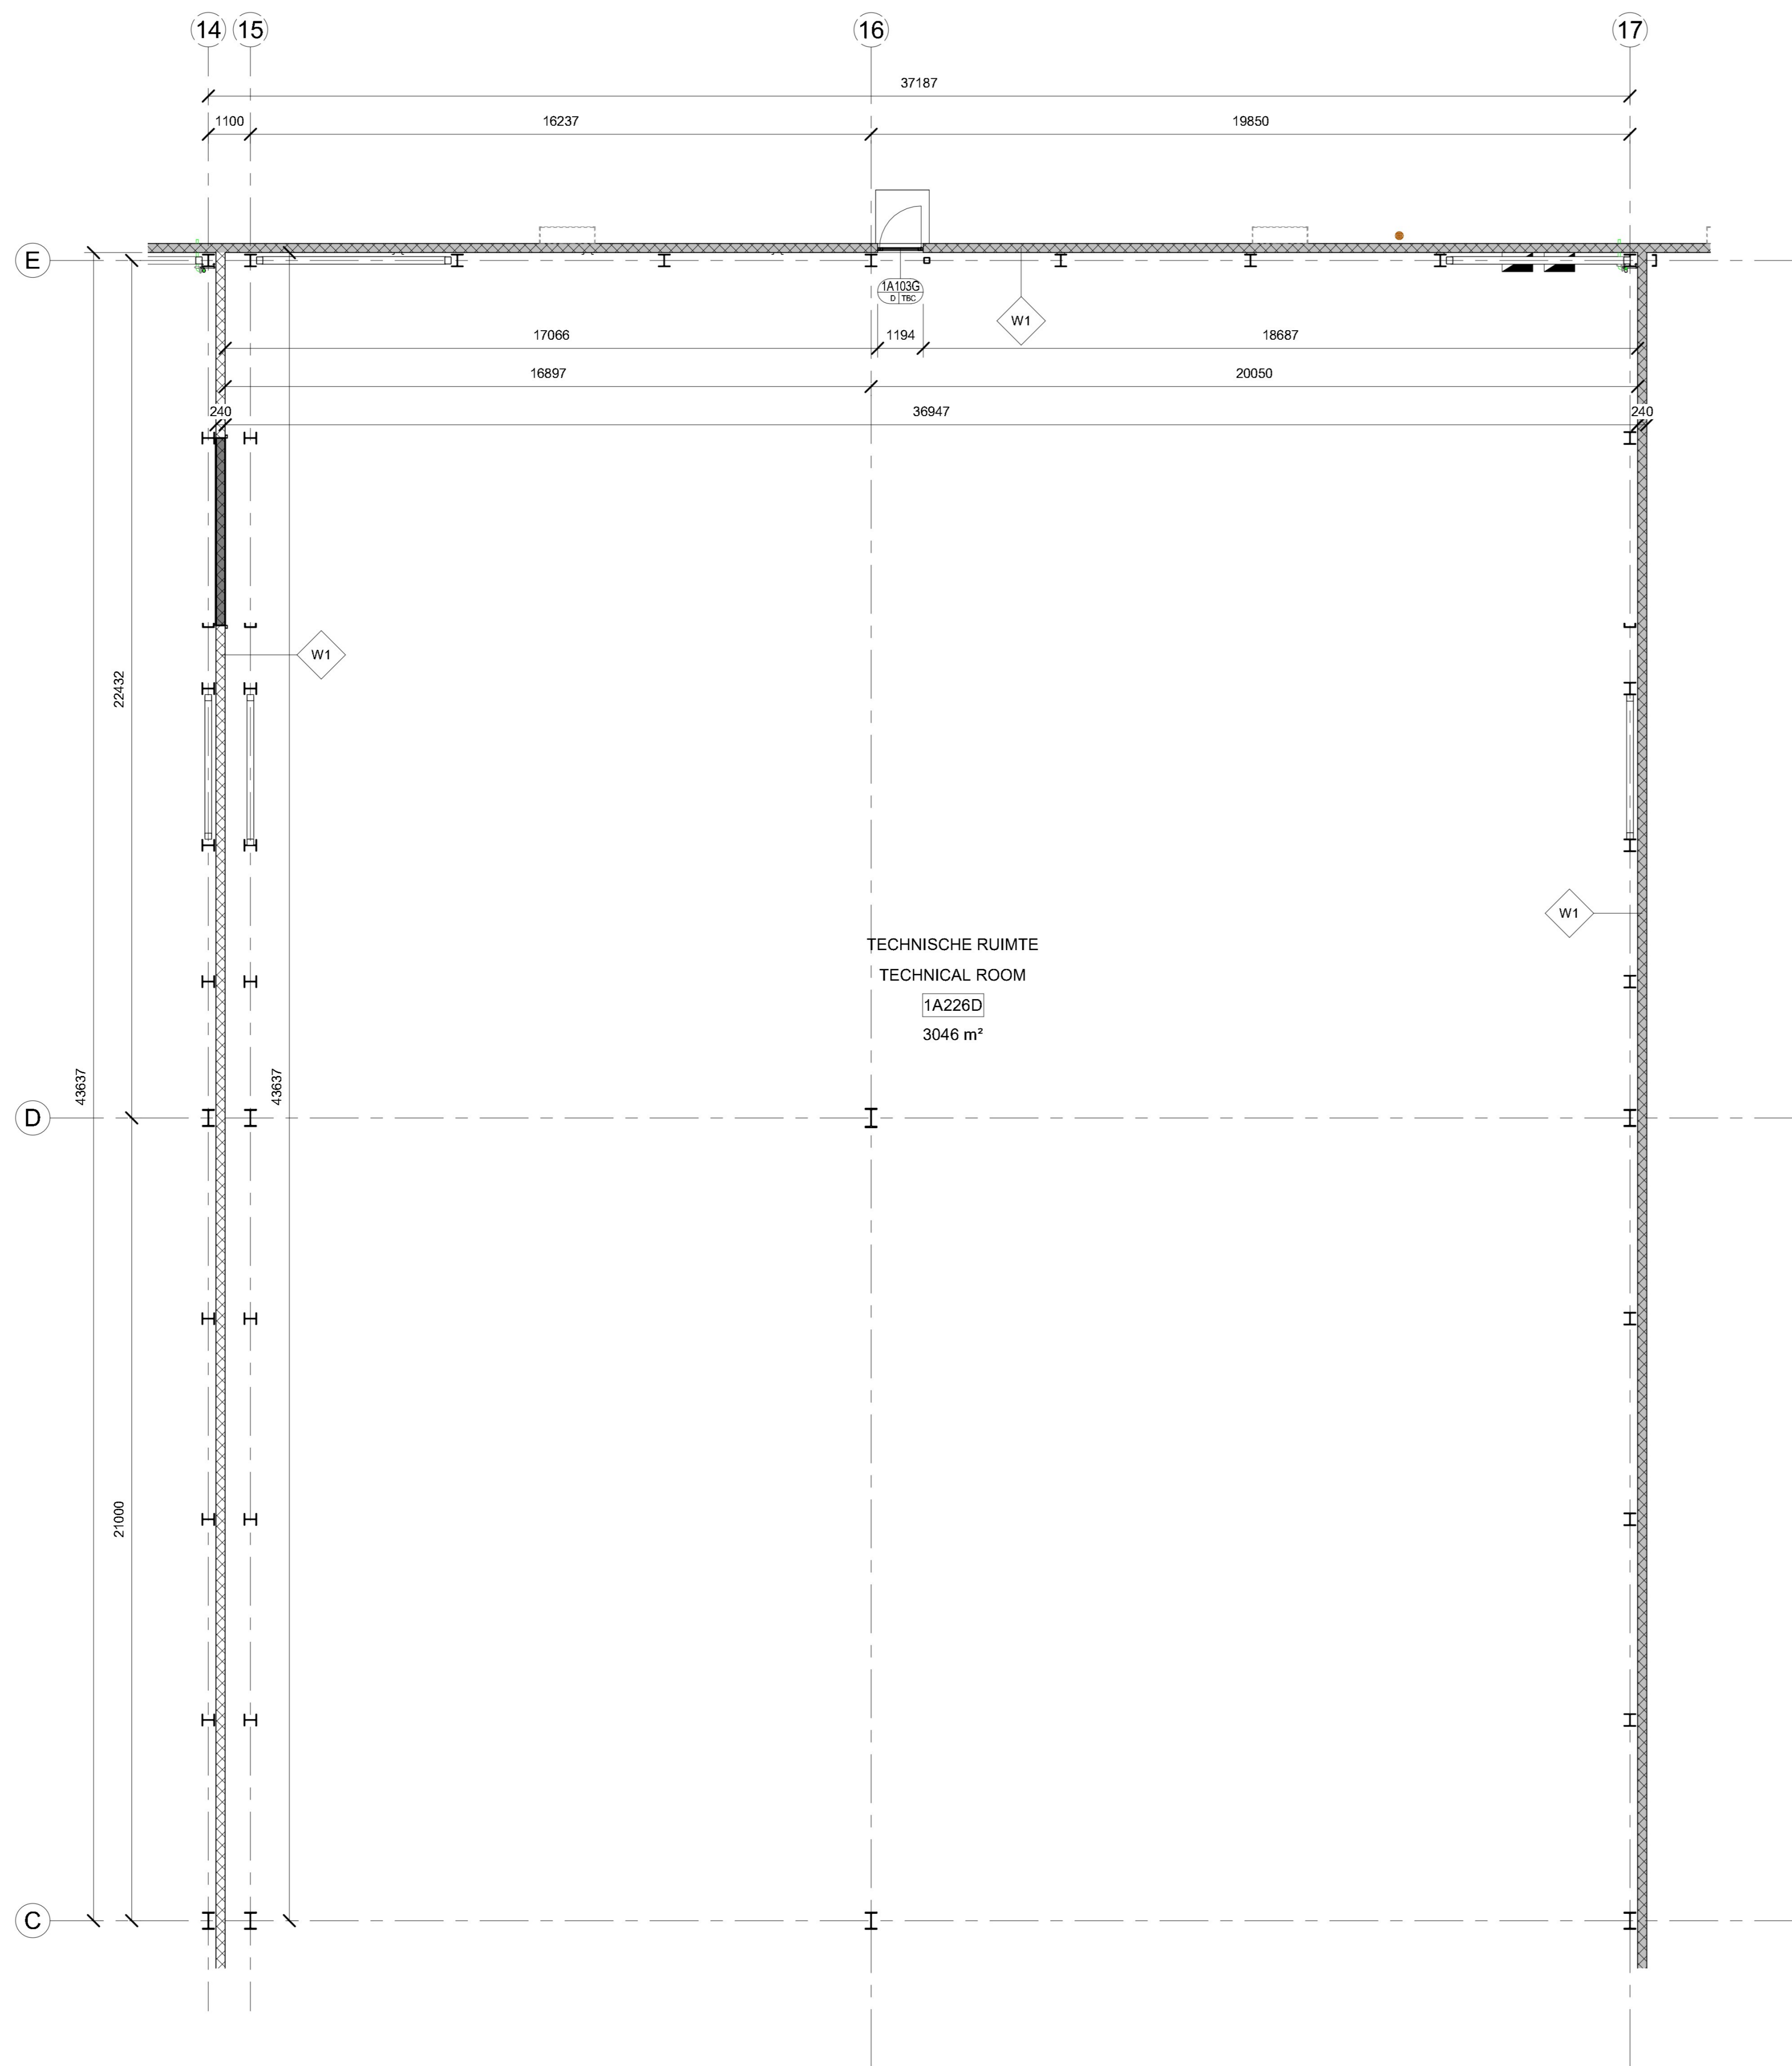 14 15 16 17
37187
1100 16237 19850
E
1A103G
D TBC
W1
17066 1194 18687
16897 20050
240 36947 240
W1
22432
W1
TECHNISCHE RUIMTE
TECHNICAL ROOM
1A226D
3046 m²
43637 43637
D
21000
C